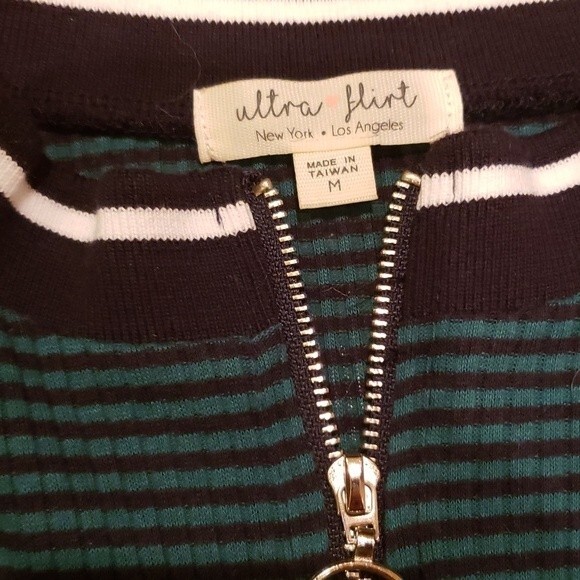 ultra flirt
New York • Los Angeles
MADE IN
TAIWAN
M